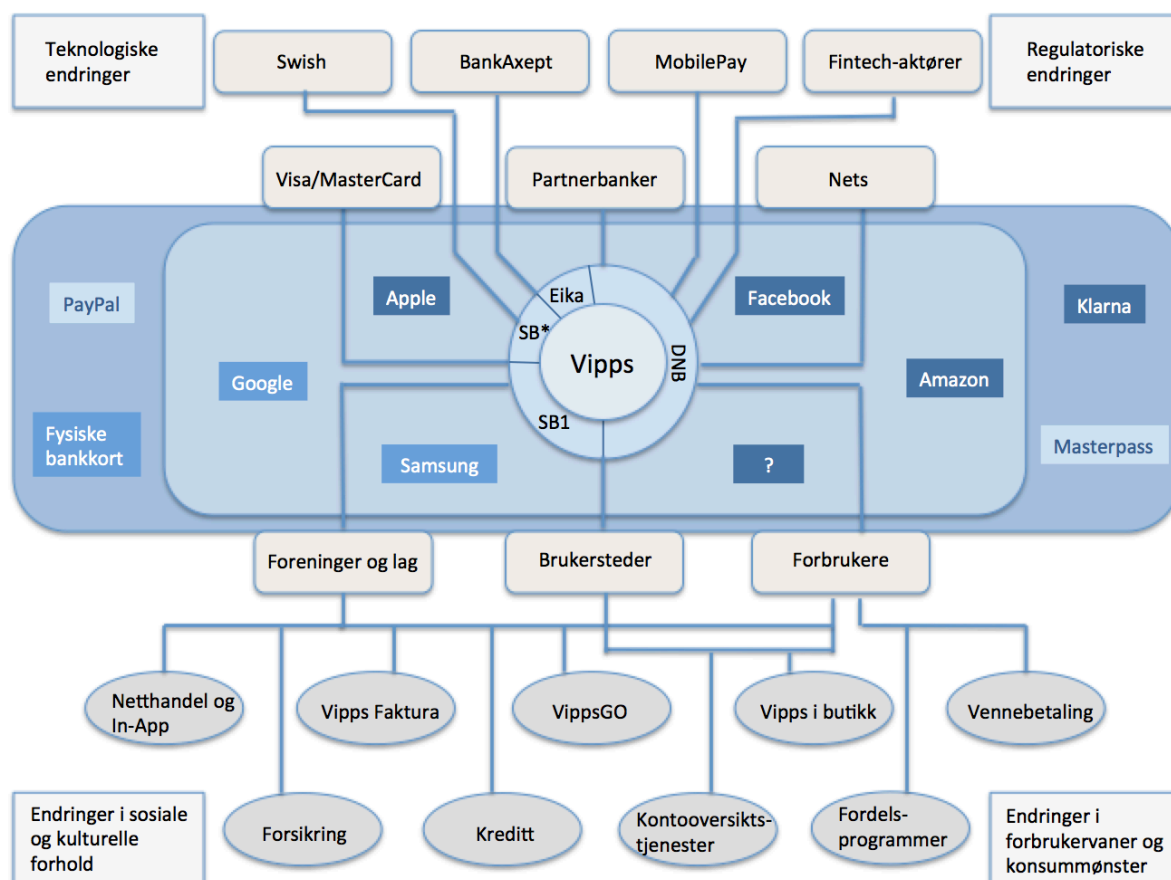 Teknologiske
endringer
Swish
BankAxept
MobilePay
Fintech-aktører
Regulatoriske
endringer
Visa/MasterCard
Partnerbanker
Nets
PayPal
Apple
Eika
Facebook
Klarna
SB*
Vipps
DNB
Google
Amazon
SB1
Fysiske
bankkort
Samsung
?
Masterpass
Foreninger og lag
Brukersteder
Forbrukere
Netthandel og
In-App
Vipps Faktura
VippsGO
Vipps i butikk
Vennebetaling
Endringer i sosiale
og kulturelle
forhold
Forsikring
Kreditt
Kontooversikts-
tjenester
Fordels-
programmer
Endringer i
forbrukervaner og
konsummønster